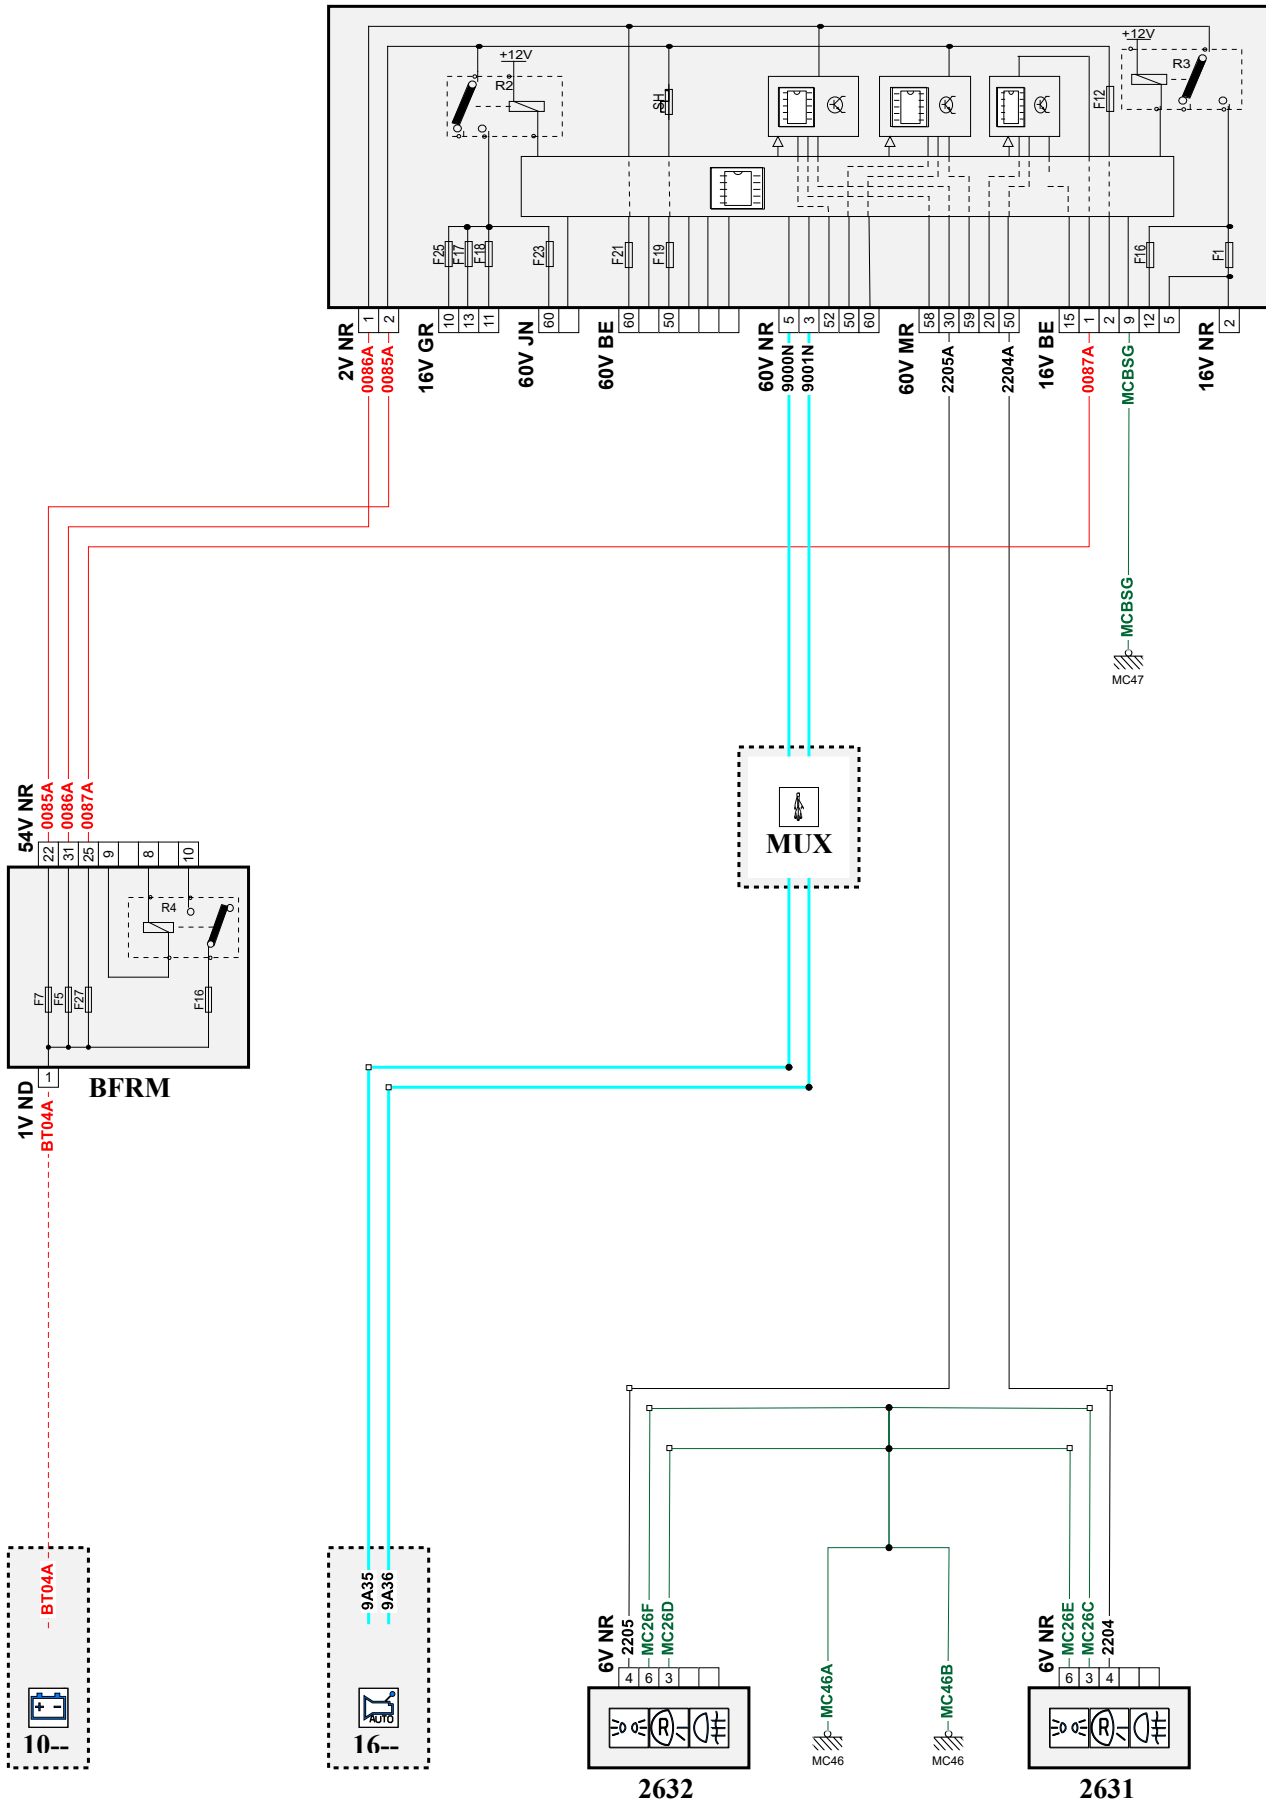 +12V
R2
SH
F12
+12V
R3
F25
F17
F18
F23
F21
F19
F16
F1
1
2
10
13
11
60
60
50
5
3
52
50
60
58
30
59
20
50
15
1
2
9
12
5
2
2V NR
16V GR
60V JN
60V BE
60V NR
60V MR
16V BE
16V NR
0086A
0085A
9000N
9001N
2205A
2204A
0087A
MCBSG
MCBSG
MC47
MUX
54V NR
0085A
0086A
0087A
22
31
25
9
8
10
R4
F7
F5
F27
F16
1
1V ND
BFRM
BT04A
BT04A
+ -
10--
9A35
9A36
AUTO
16--
6V NR
2205
MC26F
MC26D
4
6
3
R
2632
MC46A
MC46
MC46B
MC46
6V NR
MC26E
MC26C
2204
6
3
4
R
2631